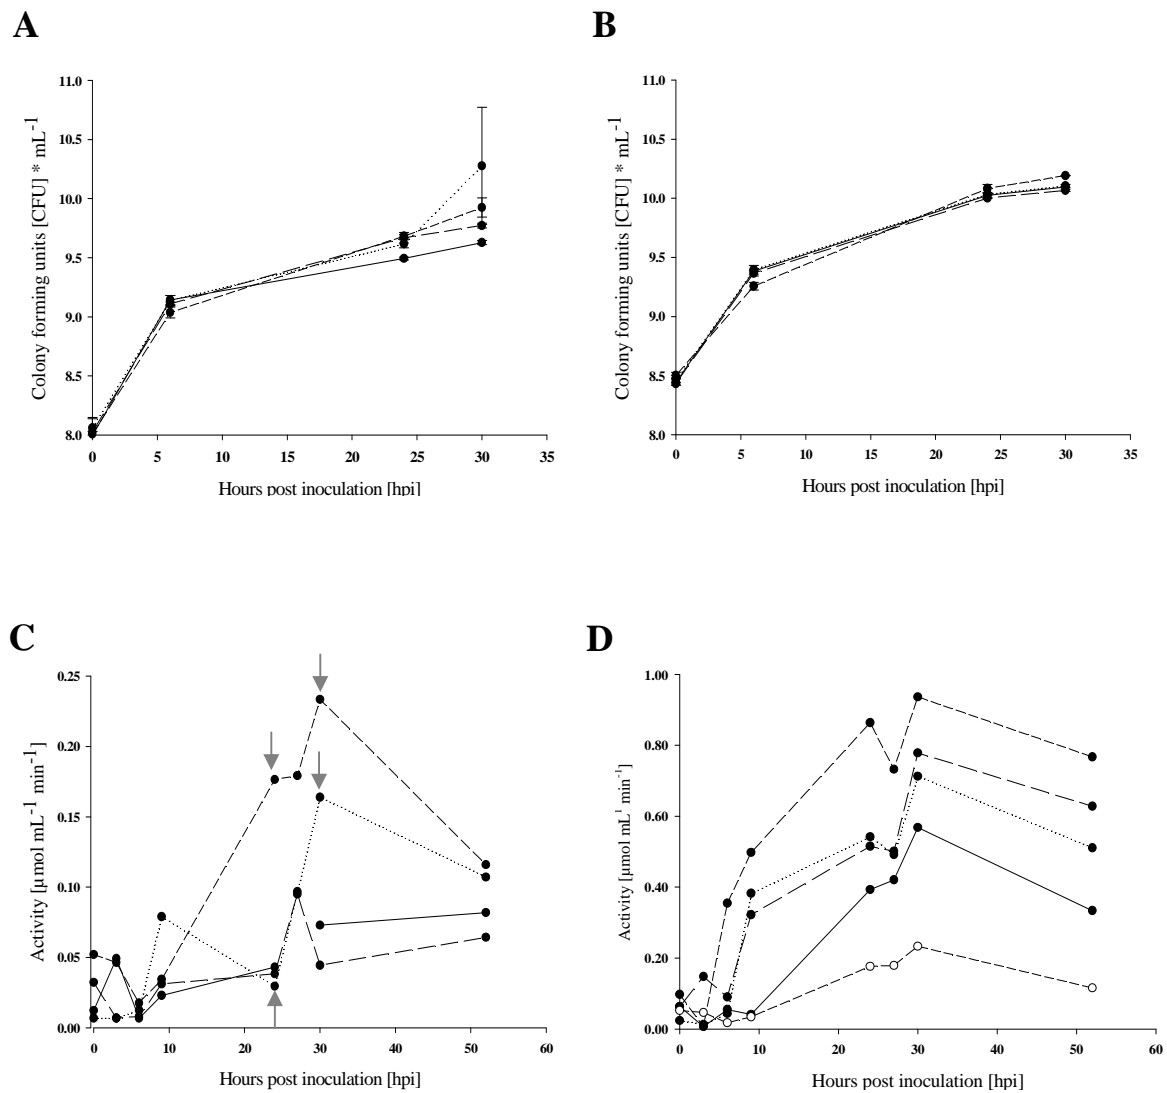 A
B
11.0
10.5
10.0
9.5
9.0
8.5
8.0
0 5 10 15 20 25 30 35
Colony forming units [CFU] * mL-1
Hours post inoculation [hpi]
11.0
10.5
10.0
9.5
9.0
8.5
8.0
0 5 10 15 20 25 30 35
Colony forming units [CFU] * mL-1
Hours post inoculation [hpi]
C
D
0.25
0.20
0.15
0.10
0.05
0.00
0 10 20 30 40 50 60
Activity [µmol mL-1 min-1]
Hours post inoculation [hpi]
1.00
0.80
0.60
0.40
0.20
0.00
0 10 20 30 40 50 60
Activity [µmol mL1 min-1]
Hours post inoculation [hpi]